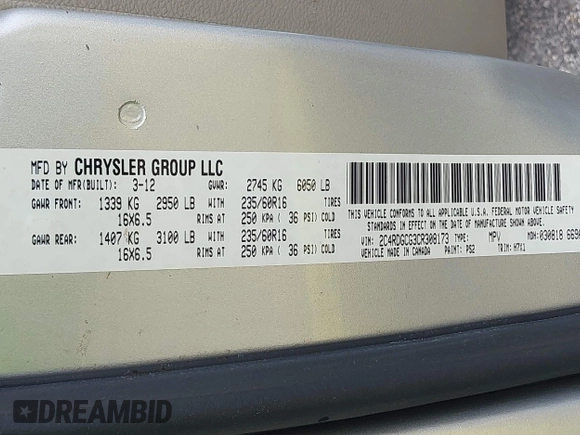 MFD BY CHRYSLER GROUP LLC
DATE OF MFR(BUILT): 3-12 GVWR: 2745 KG 6050 LB
GAWR FRONT: 1339 KG 2950 LB WITH 235/60R16 TIRES
16X6.5 RIMS AT 250 KPA ( 36 PSI) COLD
GAWR REAR: 1407 KG 3100 LB WITH 235/60R16 TIRES
16X6.5 RIMS AT 250 KPA ( 36 PSI) COLD
THIS VEHICLE CONFORMS TO ALL APPLICABLE U.S.A. FEDERAL MOTOR VEHICLE SAFETY
STANDARDS IN EFFECT ON THE DATE OF MANUFACTURE SHOWN ABOVE.
VIN: 2C4RDGCG3CR308173 TYPE: MPV MDH: 030818
VEHICLE MADE IN CANADA PAINT: PS2 TRIM: H7X1
DREAMBID